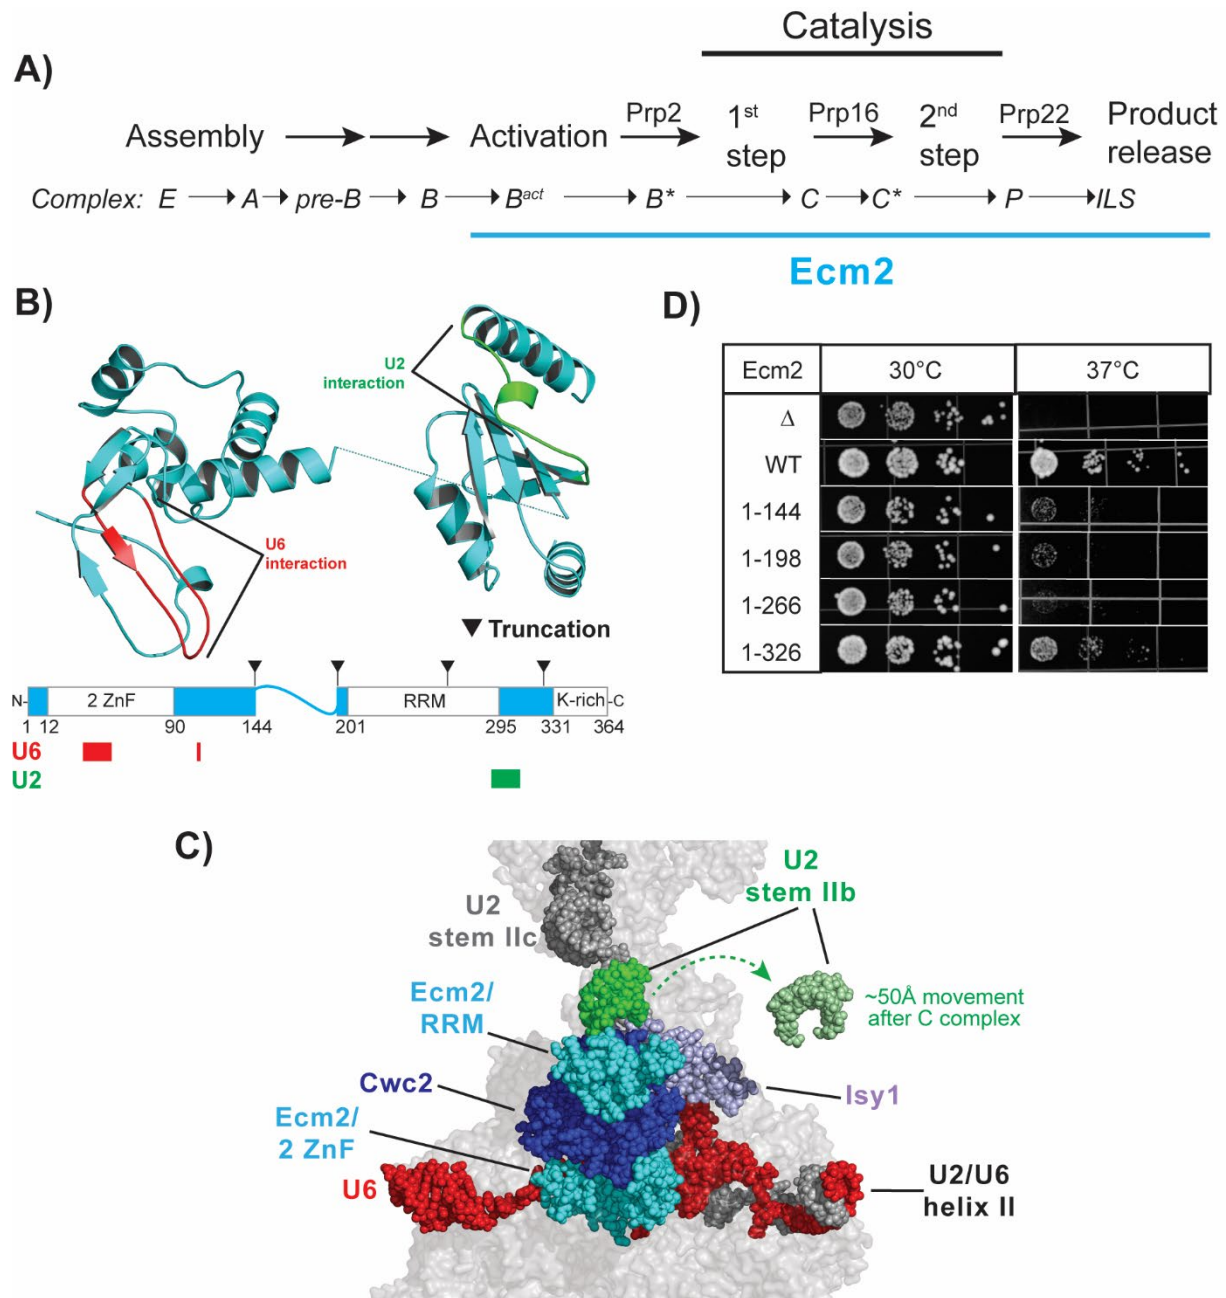 Catalysis
A)
Assembly
Activation
Prp2
1st
step
Prp16
2nd
step
Prp22
Product
release
Complex: E A pre-B B Bact B* C C* P ILS
Ecm2
B)
U2
interaction
U6
interaction
Truncation
N- 2 ZnF RRM K-rich -C
1 12 90 144 201 295 331 364
U6
U2
D)
Ecm2 30°C 37°C
Δ
WT
1-144
1-198
1-266
1-326
C)
U2
stem IIb
U2
stem IIc
~50Å movement
after C complex
Ecm2/
RRM
Cwc2
Isy1
Ecm2/
2 ZnF
U6
U2/U6
helix II